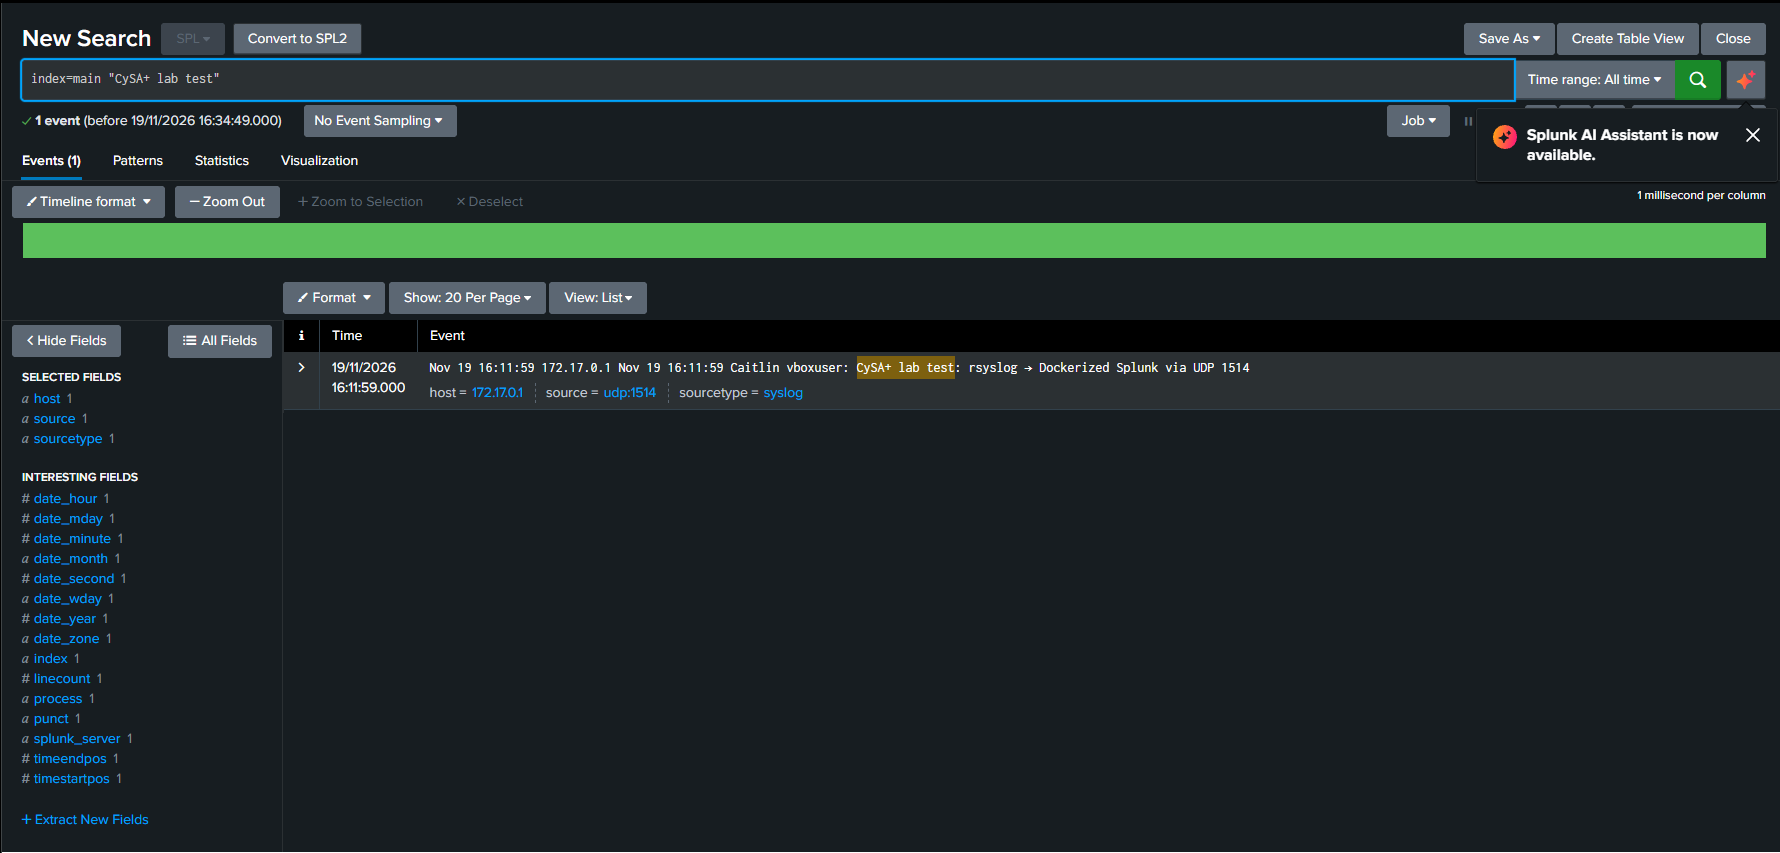 New Search SPL Convert to SPL2 Save As Create Table View Close
index=main "CySA+ lab test" Time range: All time
1 event (before 19/11/2026 16:34:49.000) No Event Sampling Job
Splunk AI Assistant is now
available.
Events (1) Patterns Statistics Visualization
Timeline format — Zoom Out + Zoom to Selection × Deselect 1 millisecond per column
Format Show: 20 Per Page View: List
< Hide Fields All Fields i Time Event
SELECTED FIELDS
a host 1
a source 1
a sourcetype 1
INTERESTING FIELDS
# date_hour 1
# date_mday 1
# date_minute 1
a date_month 1
# date_second 1
a date_wday 1
# date_year 1
a date_zone 1
a index 1
# linecount 1
a process 1
a punct 1
a splunk_server 1
# timeendpos 1
# timestartpos 1
+ Extract New Fields
> 19/11/2026
16:11:59.000
Nov 19 16:11:59 172.17.0.1 Nov 19 16:11:59 Caitlin vboxuser: CySA+ lab test: rsyslog → Dockerized Splunk via UDP 1514
host = 172.17.0.1 source = udp:1514 sourcetype = syslog